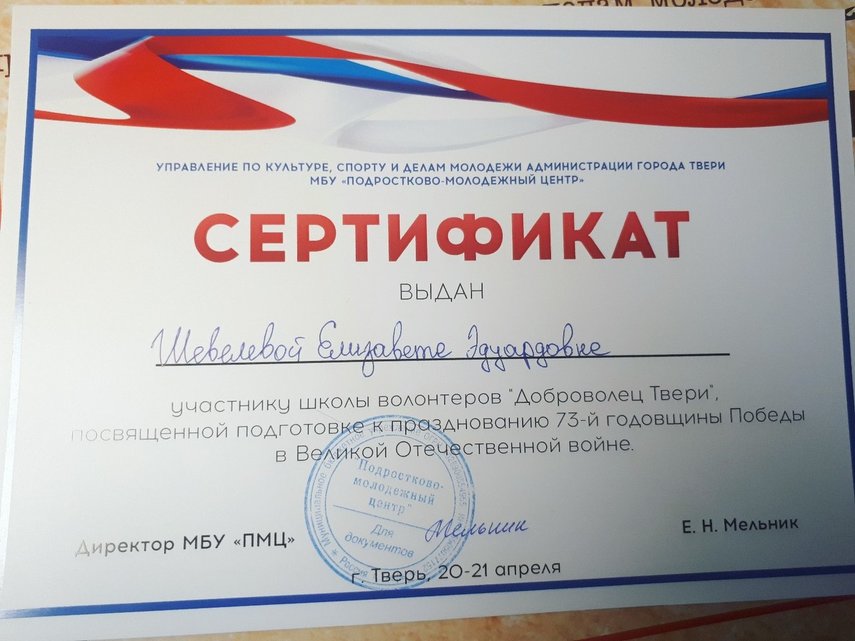 УПРАВЛЕНИЕ ПО КУЛЬТУРЕ, СПОРТУ И ДЕЛАМ МОЛОДЕЖИ АДМИНИСТРАЦИИ ГОРОДА ТВЕРИ
МБУ «ПОДРОСТКОВО-МОЛОДЕЖНЫЙ ЦЕНТР»
СЕРТИФИКАТ
ВЫДАН
Шевелевой Елизавете Эдуардовне
участнику школы волонтеров "Доброволец Твери",
посвященной подготовке к празднованию 73-й годовщины Победы
в Великой Отечественной войне.
Подростково-
молодежный
центр"
Для
документов
Муниципальное
Россия
Мельник
Директор МБУ «ПМЦ»
Е. Н. Мельник
г. Тверь, 20-21 апреля